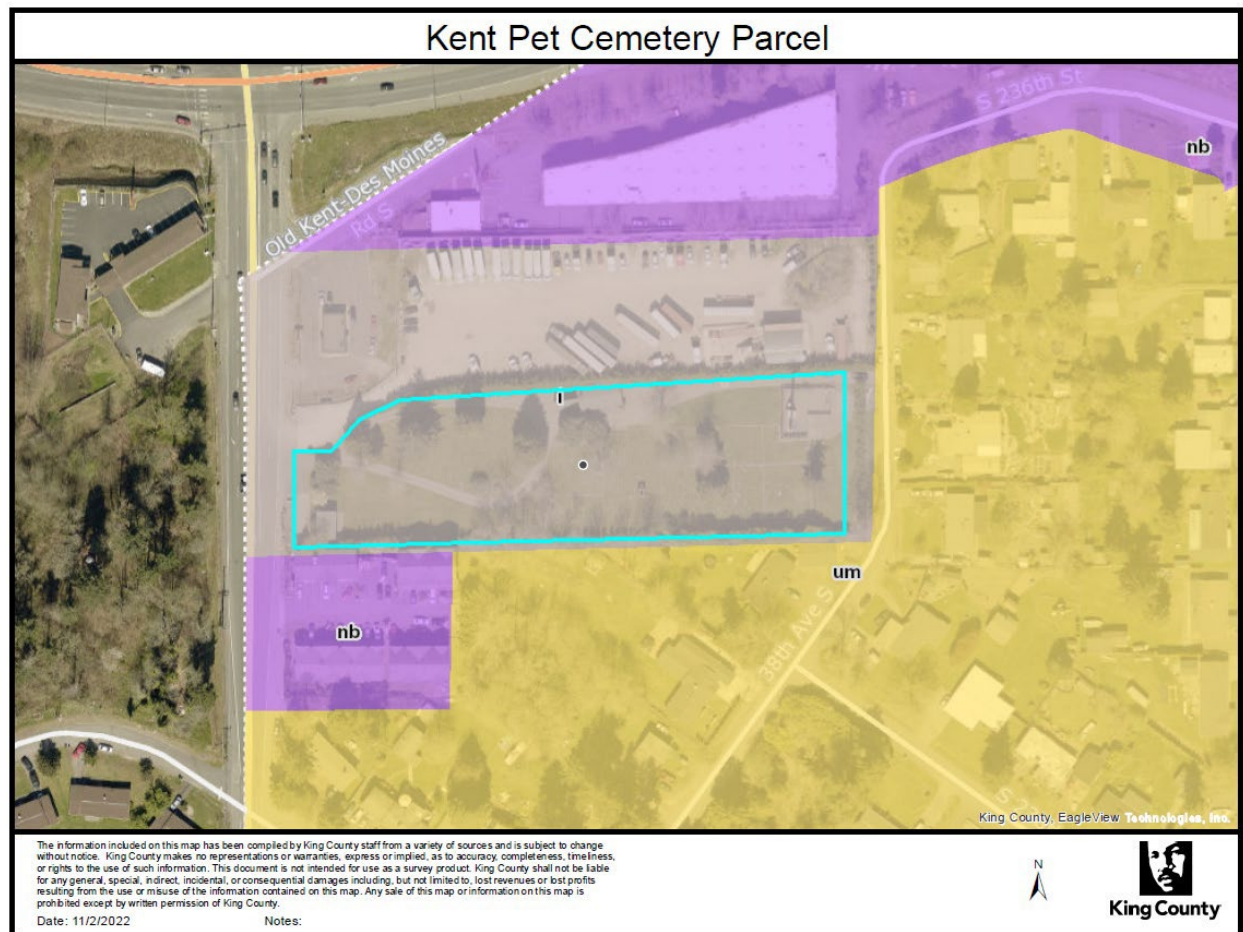 Kent Pet Cemetery Parcel
S 236th St
nb
Old Kent-Des Moines
Rd S
i
um
nb
38th Ave S
King County, EagleView Technologies, Inc.
The information included on this map has been compiled by King County staff from a variety of sources and is subject to change
without notice. King County makes no representations or warranties, express or implied, as to accuracy, completeness, timeliness,
or rights to the use of such information. This document is not intended for use as a survey product. King County shall not be liable
for any general, special, indirect, incidental, or consequential damages including, but not limited to, lost revenues or lost profits
resulting from the use or misuse of the information contained on this map. Any sale of this map or information on this map is
prohibited except by written permission of King County.
Date: 11/2/2022 Notes:
N
King County